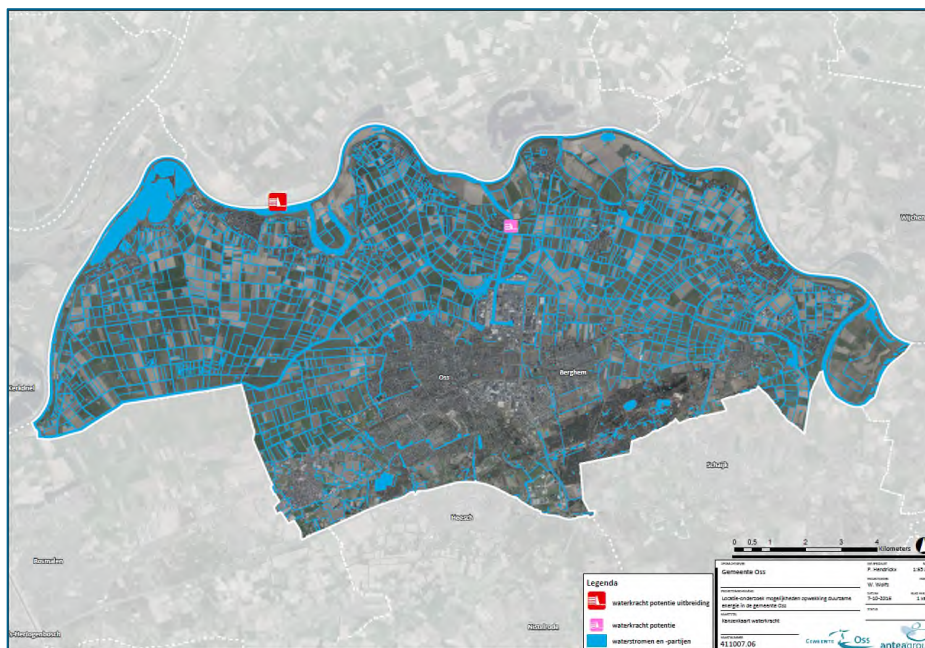 Wijchen
Kerkdriel
Oss
Berghem
Schaijk
Heesch
Rosmalen
's-Hertogenbosch
Nistelrode
0 0,5 1 2 3 4
Kilometers
Legenda
waterkracht potentie uitbreiding
waterkracht potentie
waterstromen en -partijen
Gemeente Oss
P. Hendrickx
W. Wolfs
Locatie-onderzoek mogelijkheden opwekking duurzame
energie in de gemeente Oss
7-10-2016
Kansenkaart waterkracht
411007.06
GEMEENTE Oss
anteagroup